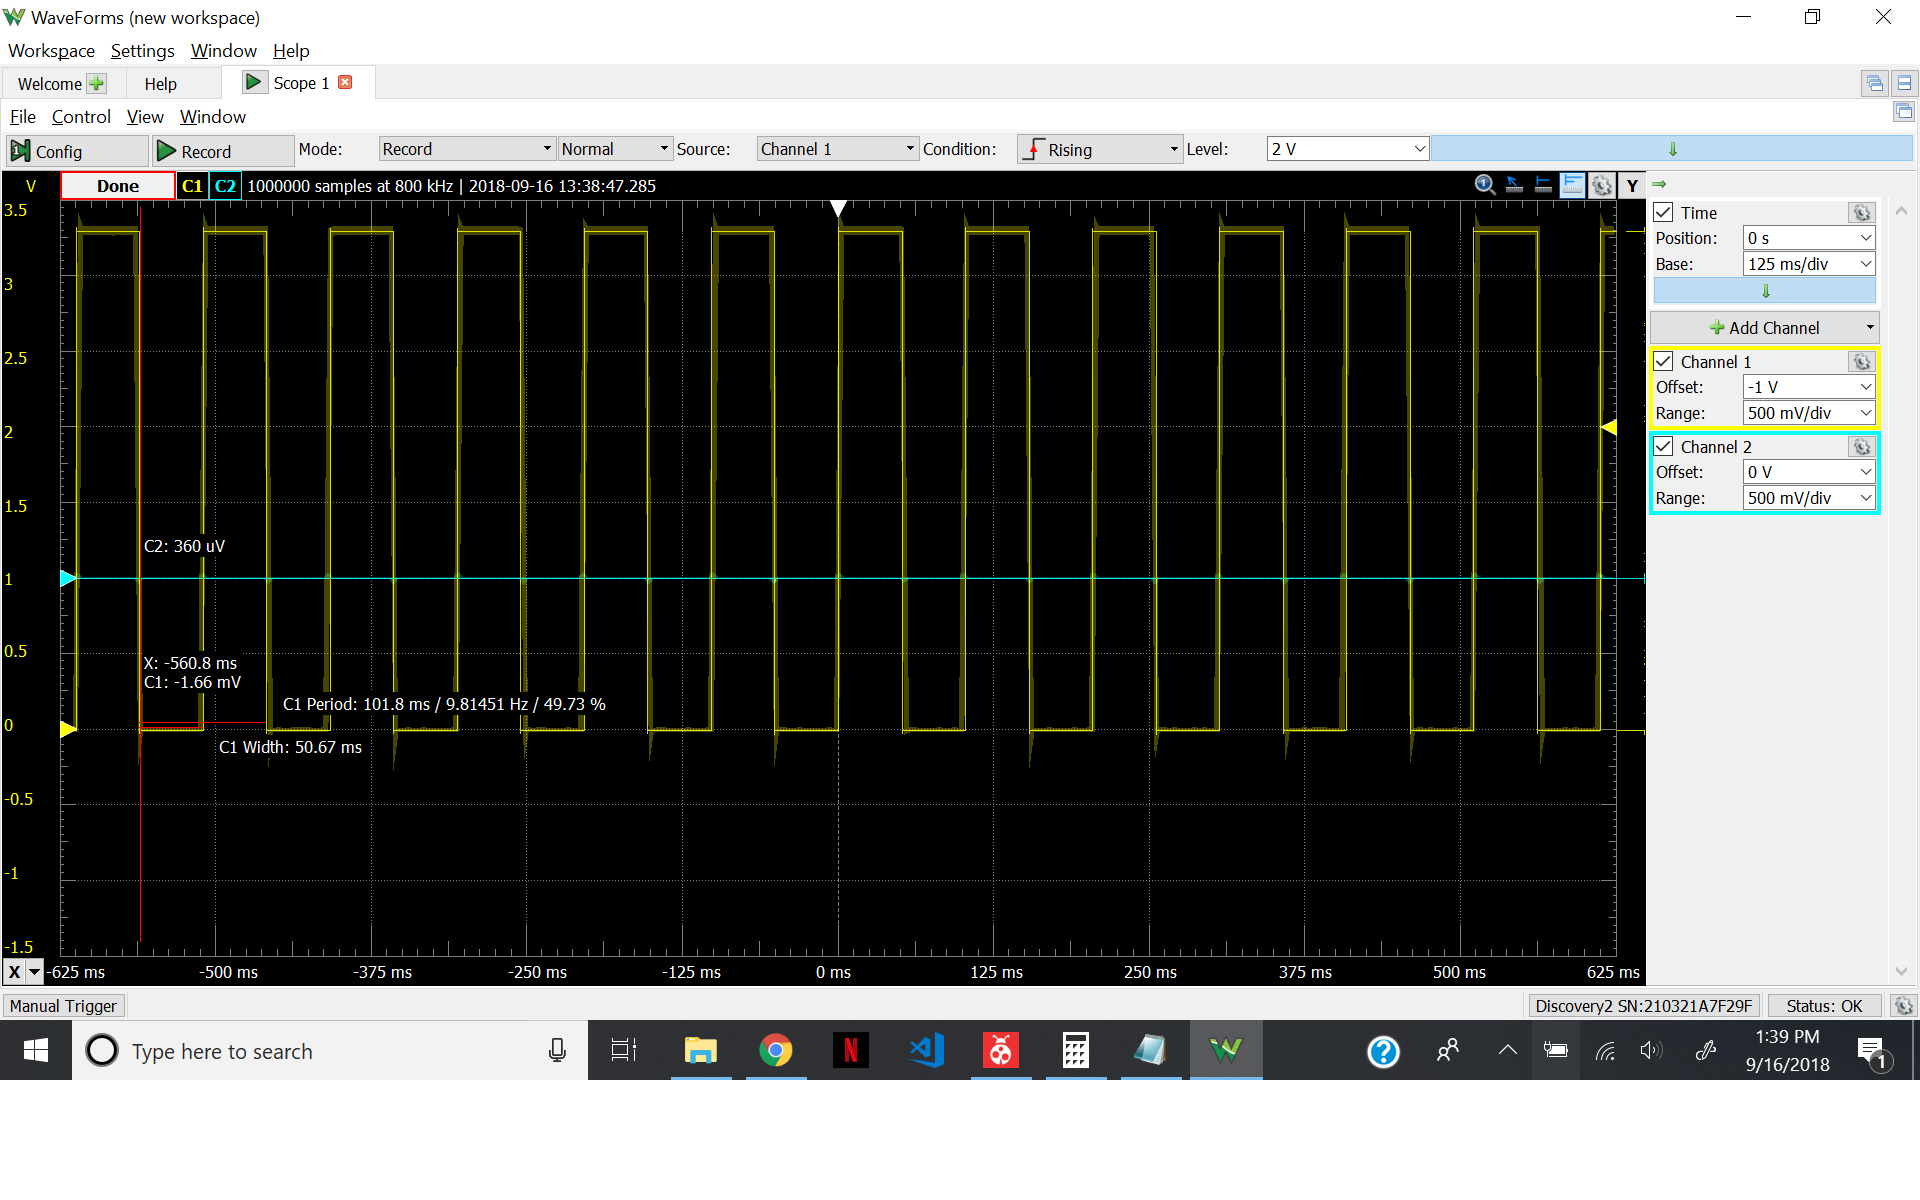 WaveForms (new workspace)
Workspace Settings Window Help
Welcome Help Scope 1
File Control View Window
Config Record Mode: Record Normal Source: Channel 1 Condition: Rising Level: 2 V
V Done C1 C2 1000000 samples at 800 kHz | 2018-09-16 13:38:47.285 Y
3.5
3
2.5
2
1.5
1
0.5
0
-0.5
-1
-1.5
C2: 360 uV
X: -560.8 ms
C1: -1.66 mV
C1 Period: 101.8 ms / 9.81451 Hz / 49.73 %
C1 Width: 50.67 ms
X -625 ms -500 ms -375 ms -250 ms -125 ms 0 ms 125 ms 250 ms 375 ms 500 ms 625 ms
Time
Position: 0 s
Base: 125 ms/div
Add Channel
Channel 1
Offset: -1 V
Range: 500 mV/div
Channel 2
Offset: 0 V
Range: 500 mV/div
Manual Trigger Discovery2 SN:210321A7F29F Status: OK
Type here to search
N
1:39 PM
9/16/2018
1